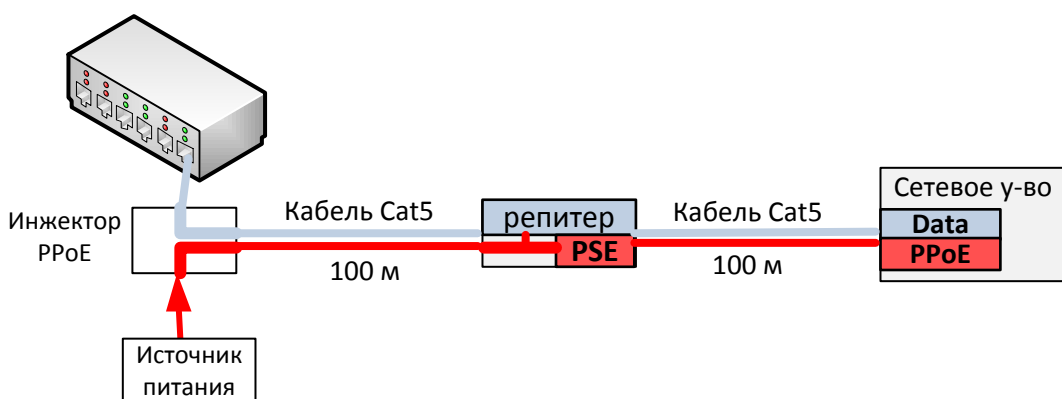 Инжектор
PPoE
Кабель Cat5
100 м
репитер
PSE
Кабель Cat5
100 м
Сетевое у-во
Data
PPoE
Источник
питания